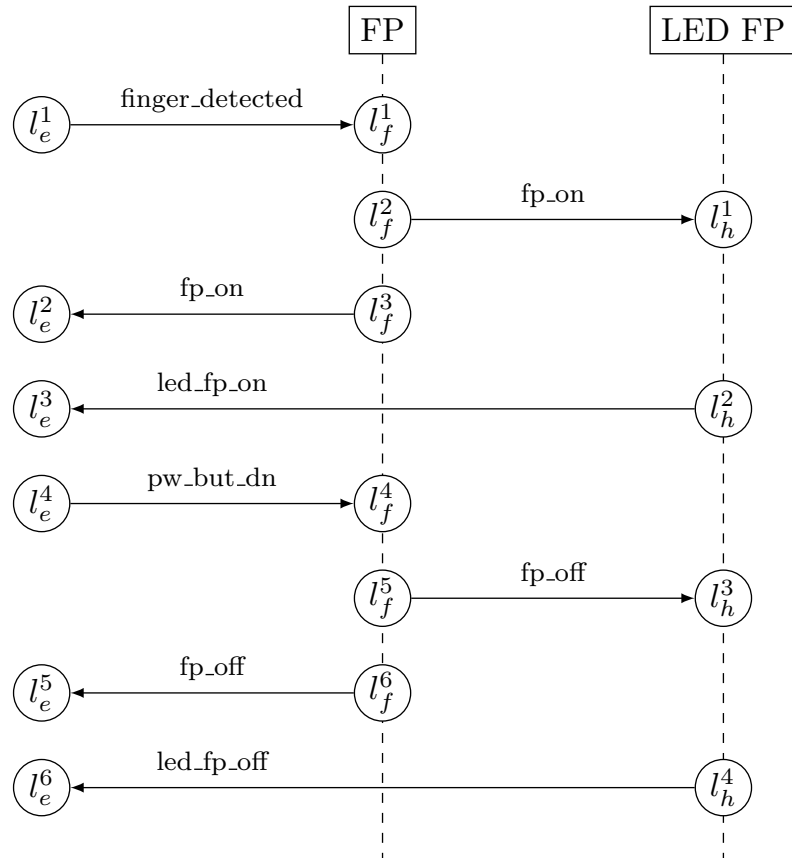 FP LED FP
finger_detected
l_e^1 l_f^1
fp_on
l_f^2 l_h^1
fp_on
l_e^2 l_f^3
led_fp_on
l_e^3 l_h^2
pw_but_dn
l_e^4 l_f^4
fp_off
l_f^5 l_h^3
fp_off
l_e^5 l_f^6
led_fp_off
l_e^6 l_h^4